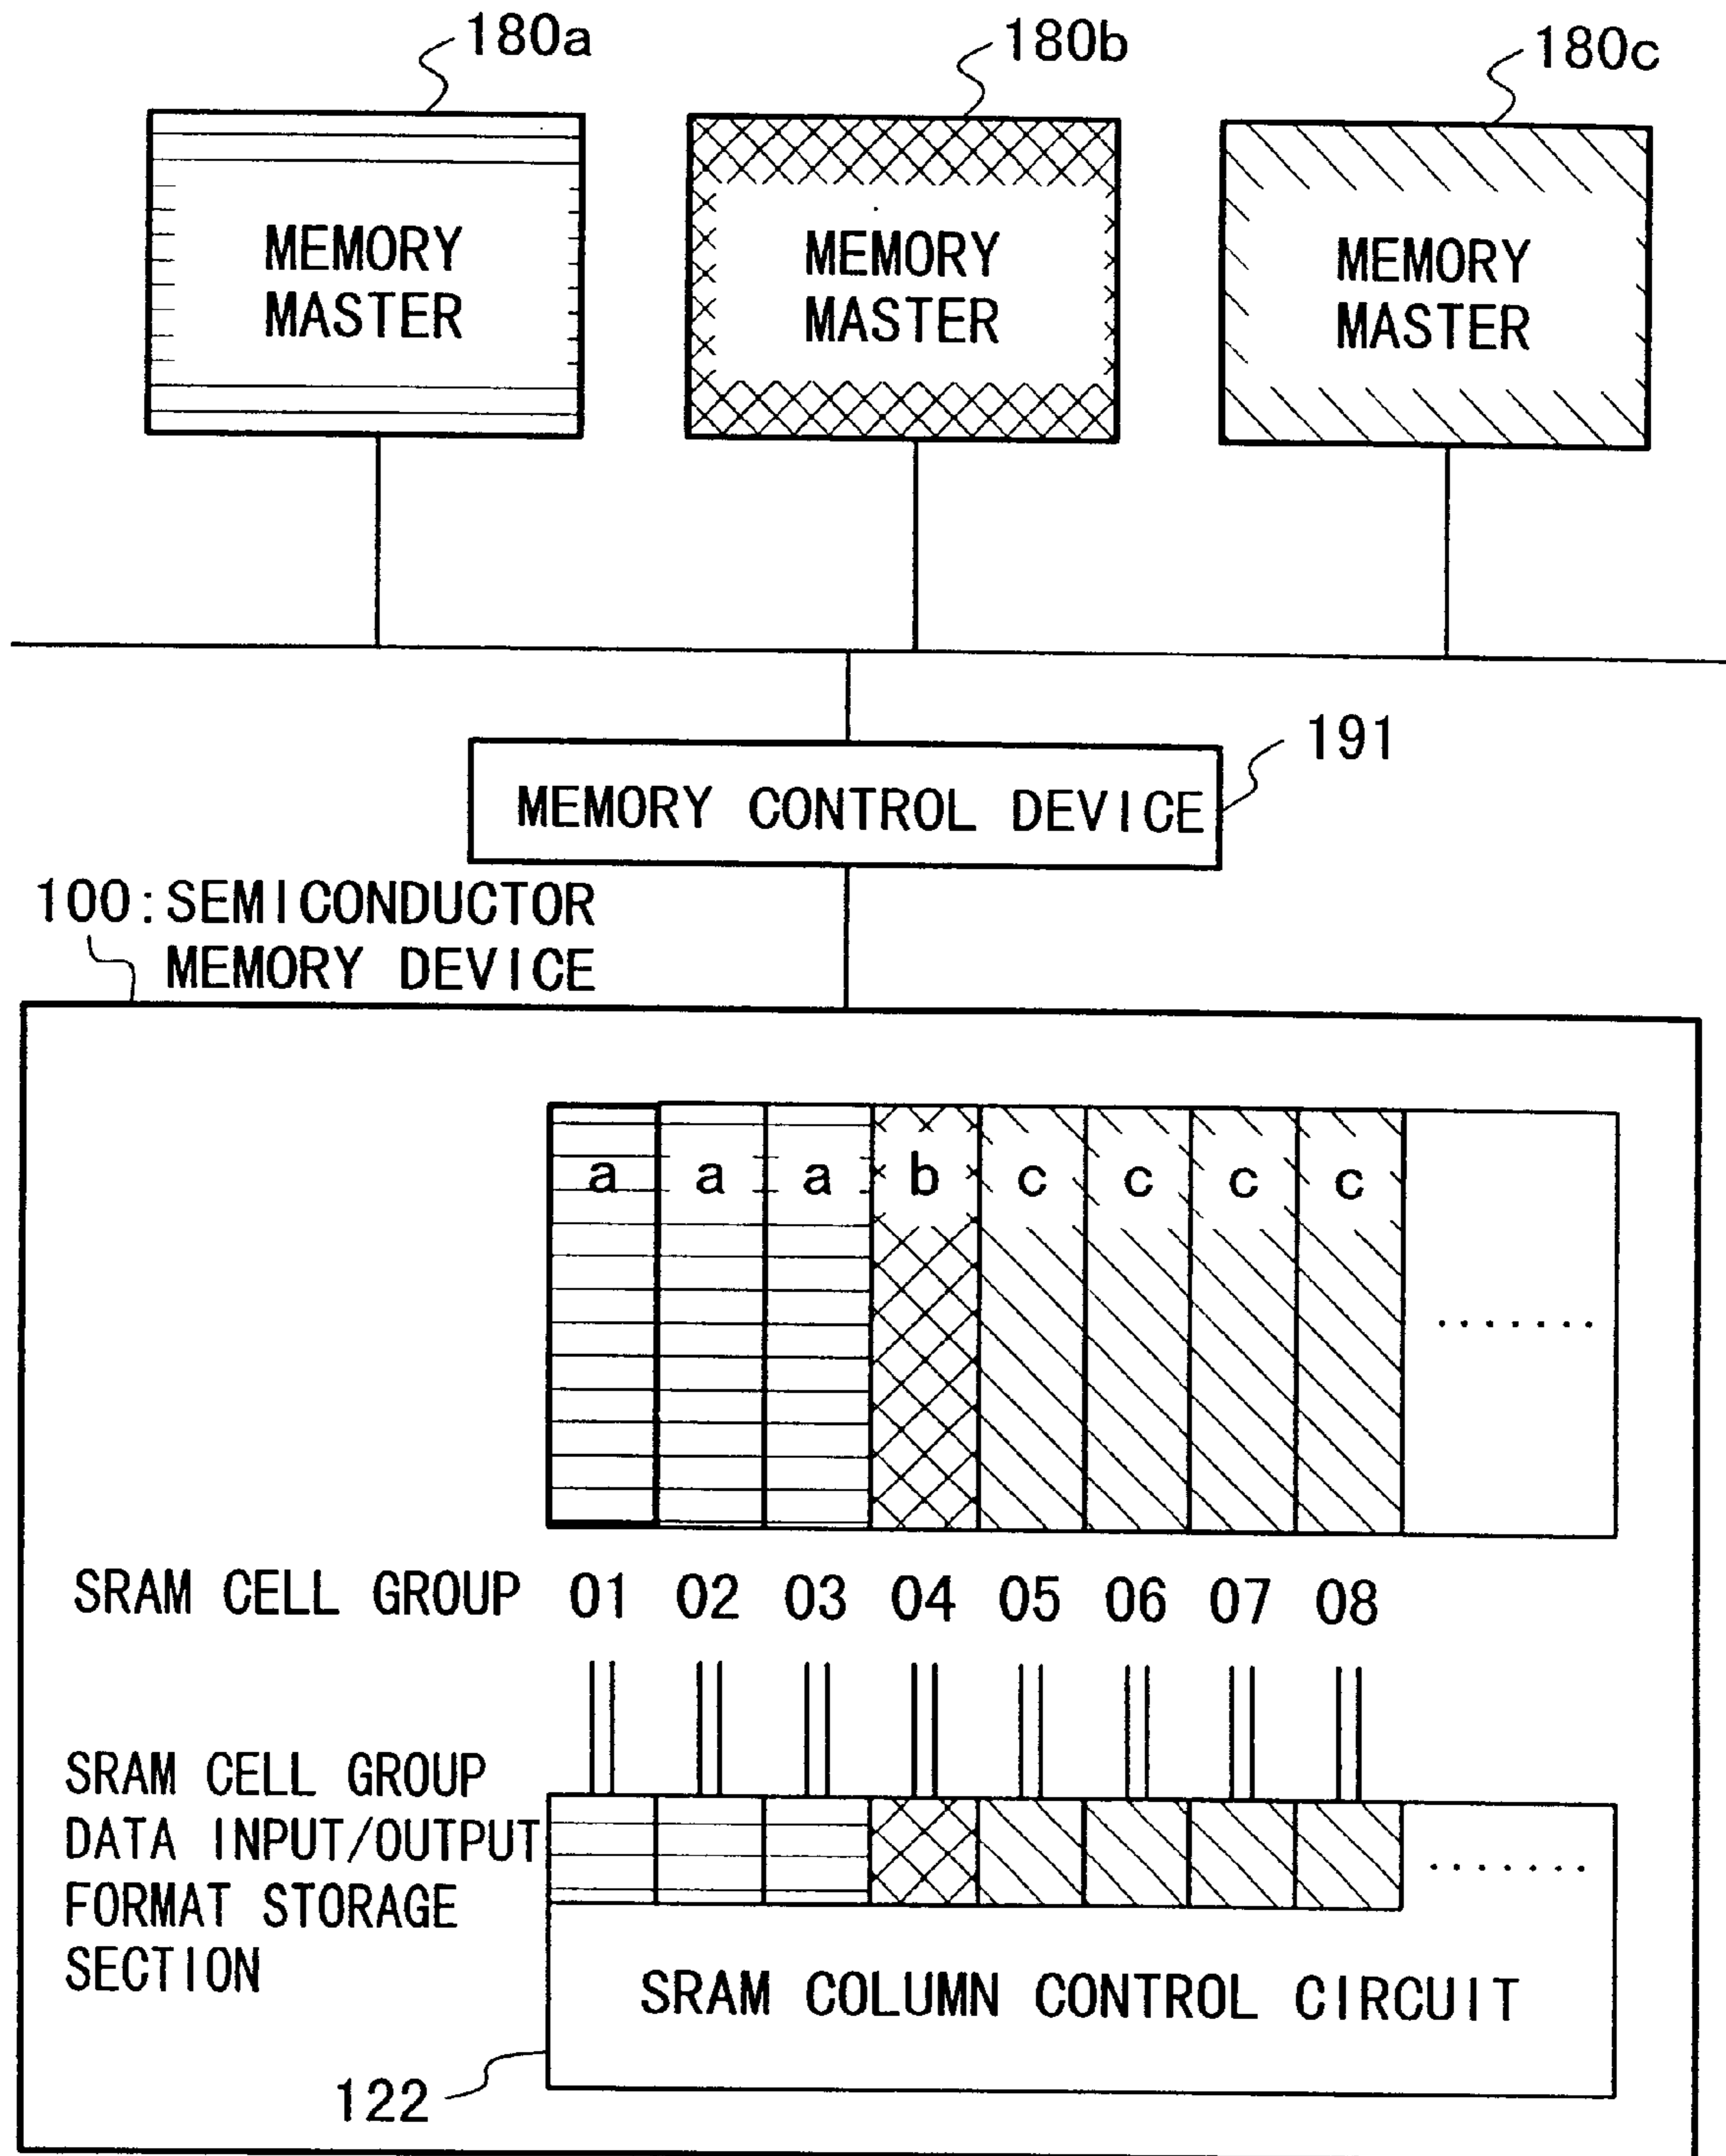 180a 180b 180c
MEMORY MASTER
MEMORY MASTER
MEMORY MASTER
191
MEMORY CONTROL DEVICE
100:SEMICONDUCTOR
MEMORY DEVICE
a a a b c c c c
.......
SRAM CELL GROUP 01 02 03 04 05 06 07 08
SRAM CELL GROUP
DATA INPUT/OUTPUT
FORMAT STORAGE
SECTION
.......
SRAM COLUMN CONTROL CIRCUIT
122